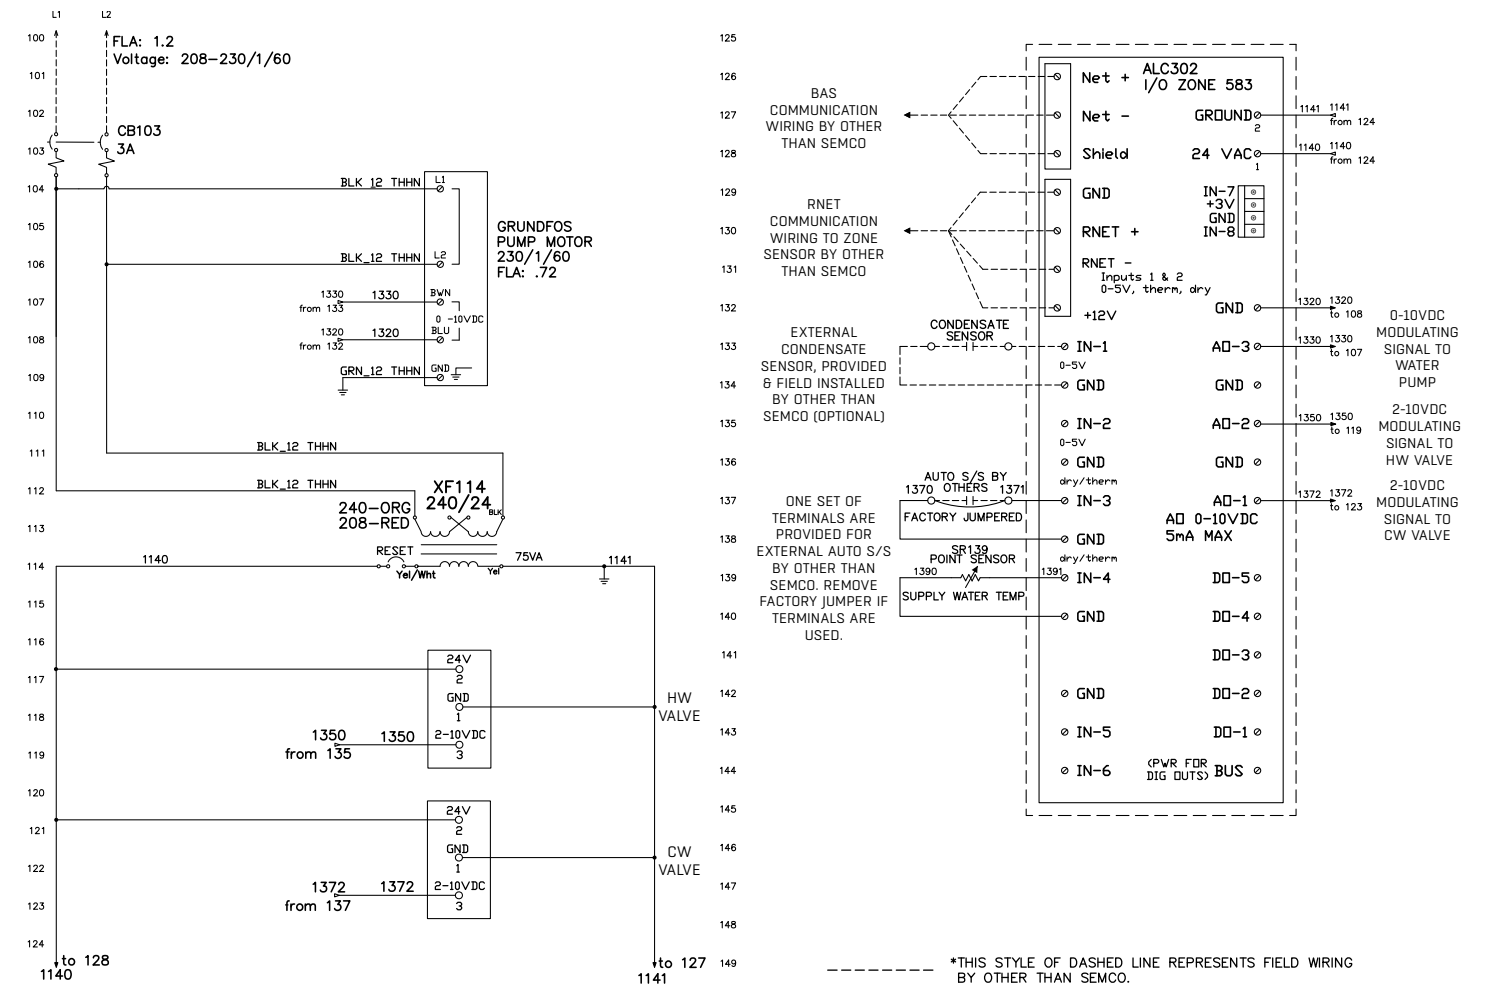 L1 L2
100
FLA: 1.2
Voltage: 208-230/1/60
101
102
CB103
3A
103
104
BLK_12 THHN
L1
105
GRUNDFOS
PUMP MOTOR
230/1/60
FLA: .72
106
BLK_12 THHN
L2
107
1330
from 133
1330
BWN
0 -10VDC
108
1320
from 132
1320
BLU
109
GRN_12 THHN
GND
110
111
BLK_12 THHN
112
BLK_12 THHN
XF114
240/24
240-ORG
208-RED
BLK
113
RESET
75VA
114
1140
Yel/Wht
Yel
1141
115
116
117
24V
2
HW
VALVE
118
GND
1
119
1350
from 135
1350
2-10VDC
3
120
121
24V
2
CW
VALVE
122
GND
1
123
1372
from 137
1372
2-10VDC
3
124
to 128
1140
to 127
1141
125
ALC302
I/O ZONE 583
126
Net +
BAS
COMMUNICATION
WIRING BY OTHER
THAN SEMCO
127
Net -
GROUND
2
1141
1141
from 124
128
Shield
24 VAC
1
1140
1140
from 124
129
GND
IN-7
+3V
GND
IN-8
RNET
COMMUNICATION
WIRING TO ZONE
SENSOR BY OTHER
THAN SEMCO
130
RNET +
131
RNET -
Inputs 1 & 2
0-5V, therm, dry
132
+12V
GND
1320
1320
to 108
EXTERNAL
CONDENSATE
SENSOR, PROVIDED
& FIELD INSTALLED
BY OTHER THAN
SEMCO (OPTIONAL)
CONDENSATE
SENSOR
133
IN-1
0-5V
AO-3
1330
1330
to 107
0-10VDC
MODULATING
SIGNAL TO
WATER
PUMP
134
GND
GND
135
IN-2
0-5V
AO-2
1350
1350
to 119
2-10VDC
MODULATING
SIGNAL TO
HW VALVE
136
GND
dry/therm
GND
137
AUTO S/S BY
OTHERS
1370
1371
FACTORY JUMPERED
IN-3
AO-1
1372
1372
to 123
2-10VDC
MODULATING
SIGNAL TO
CW VALVE
AO 0-10VDC
5mA MAX
ONE SET OF
TERMINALS ARE
PROVIDED FOR
EXTERNAL AUTO S/S
BY OTHER THAN
SEMCO. REMOVE
FACTORY JUMPER IF
TERMINALS ARE
USED.
138
GND
dry/therm
139
SR139
POINT SENSOR
1390
1391
SUPPLY WATER TEMP
IN-4
DO-5
140
GND
DO-4
141
DO-3
142
GND
DO-2
143
IN-5
DO-1
144
IN-6
(PWR FOR
DIG OUTS)
BUS
145
146
147
148
149
*THIS STYLE OF DASHED LINE REPRESENTS FIELD WIRING
BY OTHER THAN SEMCO.